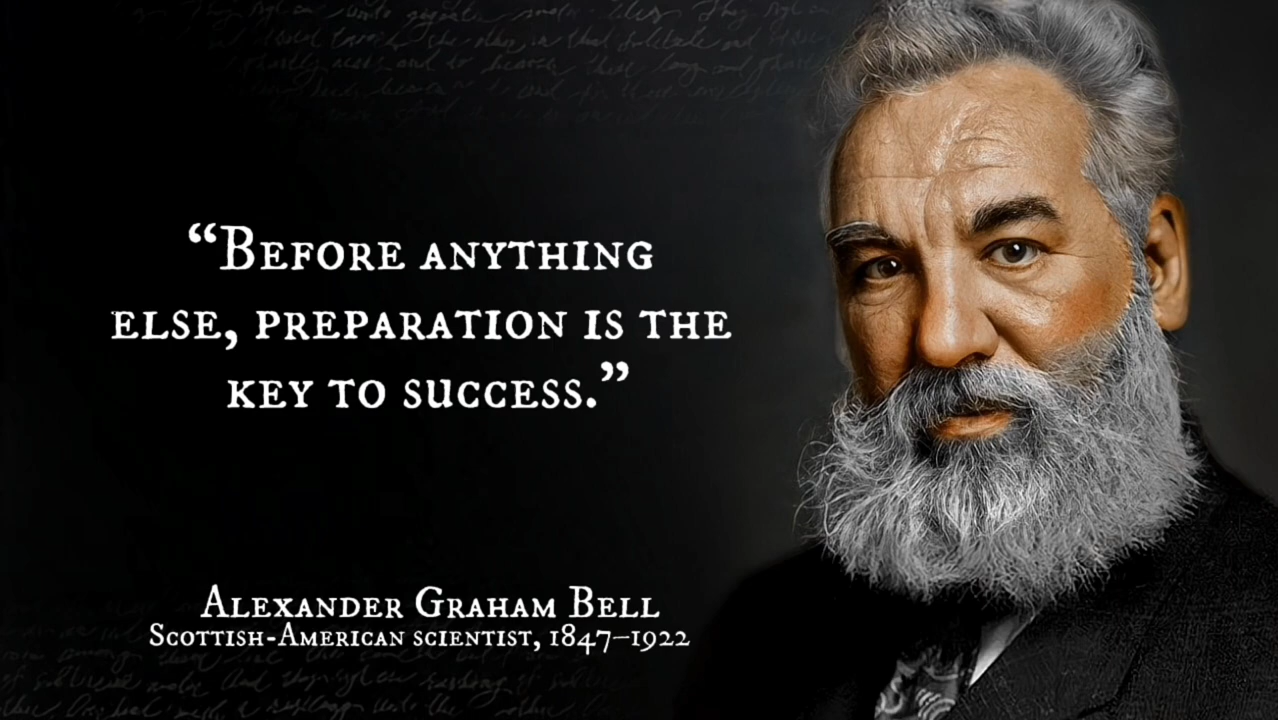 “Before anything
else, preparation is the
key to success.”
Alexander Graham Bell
Scottish-American scientist, 1847–1922